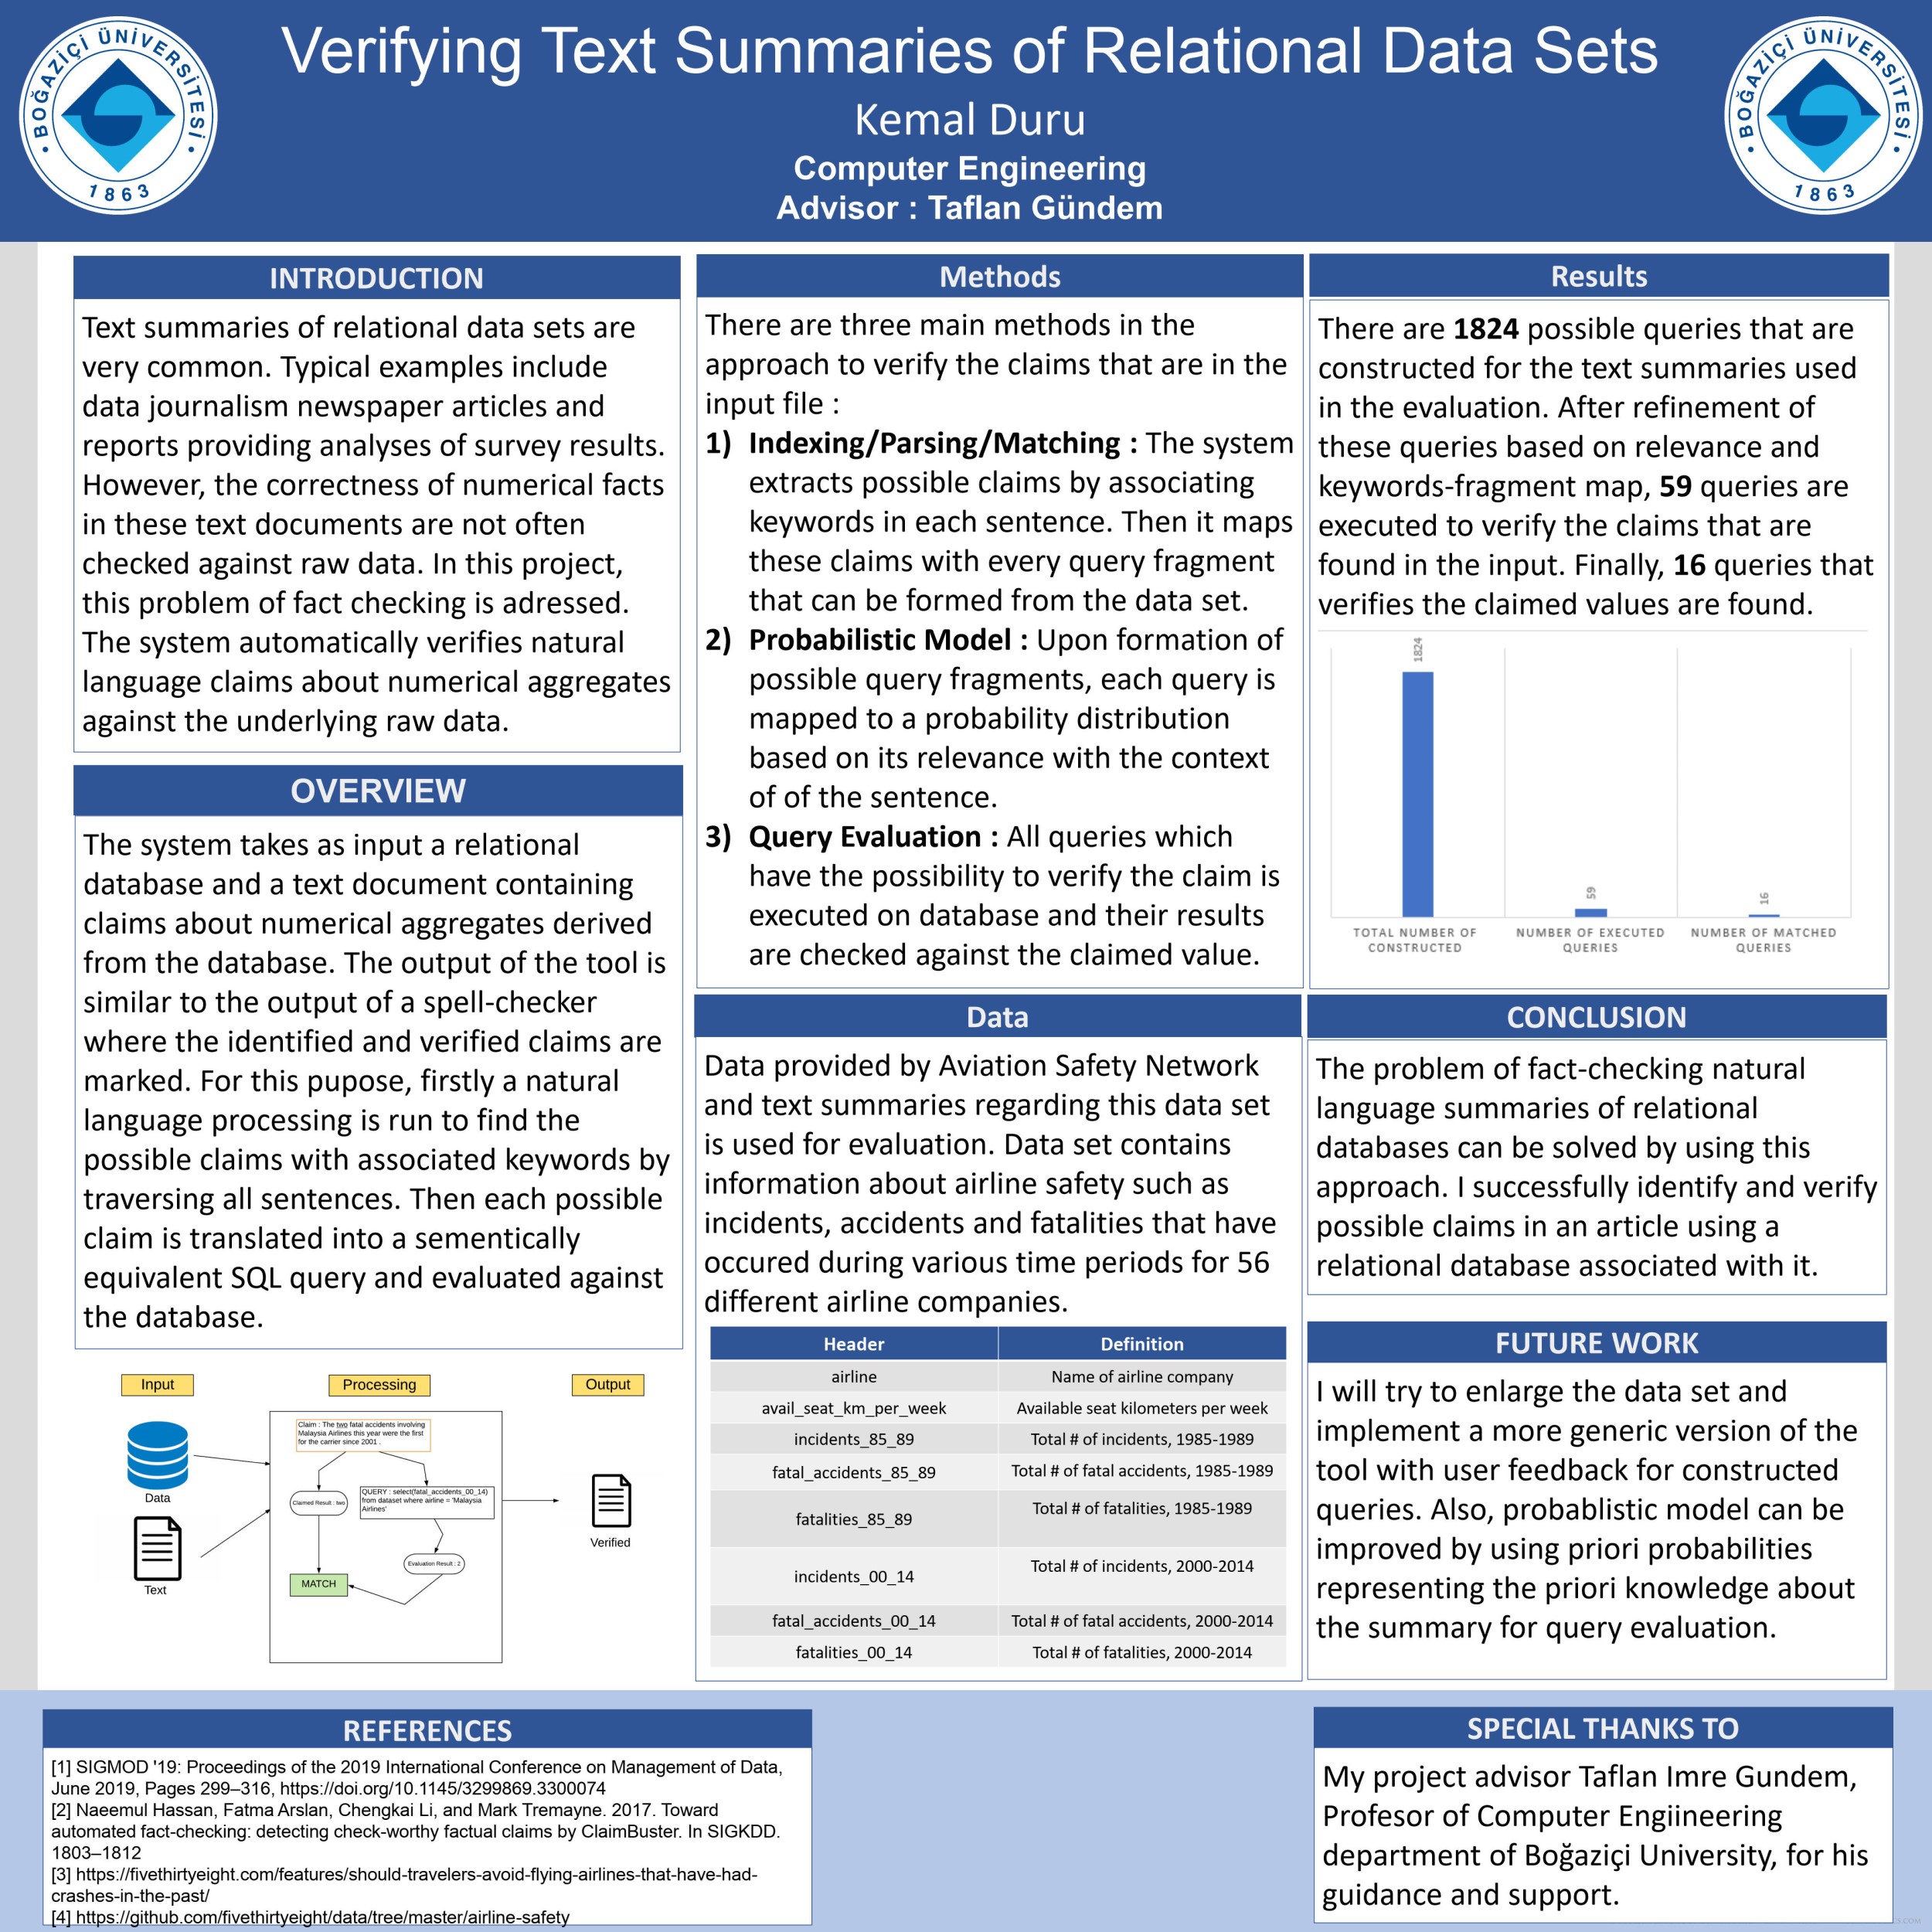 BOĞAZİÇİ ÜNİVERSİTESİ
1863
Verifying Text Summaries of Relational Data Sets
Kemal Duru
Computer Engineering
Advisor : Taflan Gündem
BOĞAZİÇİ ÜNİVERSİTESİ
1863
INTRODUCTION
Text summaries of relational data sets are
very common. Typical examples include
data journalism newspaper articles and
reports providing analyses of survey results.
However, the correctness of numerical facts
in these text documents are not often
checked against raw data. In this project,
this problem of fact checking is adressed.
The system automatically verifies natural
language claims about numerical aggregates
against the underlying raw data.
OVERVIEW
The system takes as input a relational
database and a text document containing
claims about numerical aggregates derived
from the database. The output of the tool is
similar to the output of a spell-checker
where the identified and verified claims are
marked. For this pupose, firstly a natural
language processing is run to find the
possible claims with associated keywords by
traversing all sentences. Then each possible
claim is translated into a sementically
equivalent SQL query and evaluated against
the database.
Input
Processing
Output
Data
Text
Claim : The two fatal accidents involving
Malaysia Airlines this year were the first
for the carrier since 2001 .
Claimed Result : two
QUERY : select(fatal_accidents_00_14)
from dataset where airline = 'Malaysia
Airlines'
Evaluation Result : 2
MATCH
Verified
Methods
There are three main methods in the
approach to verify the claims that are in the
input file :
1) Indexing/Parsing/Matching : The system
extracts possible claims by associating
keywords in each sentence. Then it maps
these claims with every query fragment
that can be formed from the data set.
2) Probabilistic Model : Upon formation of
possible query fragments, each query is
mapped to a probability distribution
based on its relevance with the context
of of the sentence.
3) Query Evaluation : All queries which
have the possibility to verify the claim is
executed on database and their results
are checked against the claimed value.
Data
Data provided by Aviation Safety Network
and text summaries regarding this data set
is used for evaluation. Data set contains
information about airline safety such as
incidents, accidents and fatalities that have
occured during various time periods for 56
different airline companies.
Header Definition
airline Name of airline company
avail_seat_km_per_week Available seat kilometers per week
incidents_85_89 Total # of incidents, 1985-1989
fatal_accidents_85_89 Total # of fatal accidents, 1985-1989
fatalities_85_89 Total # of fatalities, 1985-1989
incidents_00_14 Total # of incidents, 2000-2014
fatal_accidents_00_14 Total # of fatal accidents, 2000-2014
fatalities_00_14 Total # of fatalities, 2000-2014
Results
There are 1824 possible queries that are
constructed for the text summaries used
in the evaluation. After refinement of
these queries based on relevance and
keywords-fragment map, 59 queries are
executed to verify the claims that are
found in the input. Finally, 16 queries that
verifies the claimed values are found.
1824
59
16
TOTAL NUMBER OF
CONSTRUCTED
NUMBER OF EXECUTED
QUERIES
NUMBER OF MATCHED
QUERIES
CONCLUSION
The problem of fact-checking natural
language summaries of relational
databases can be solved by using this
approach. I successfully identify and verify
possible claims in an article using a
relational database associated with it.
FUTURE WORK
I will try to enlarge the data set and
implement a more generic version of the
tool with user feedback for constructed
queries. Also, probablistic model can be
improved by using priori probabilities
representing the priori knowledge about
the summary for query evaluation.
REFERENCES
[1] SIGMOD '19: Proceedings of the 2019 International Conference on Management of Data,
June 2019, Pages 299–316, https://doi.org/10.1145/3299869.3300074
[2] Naeemul Hassan, Fatma Arslan, Chengkai Li, and Mark Tremayne. 2017. Toward
automated fact-checking: detecting check-worthy factual claims by ClaimBuster. In SIGKDD.
1803–1812
[3] https://fivethirtyeight.com/features/should-travelers-avoid-flying-airlines-that-have-had-
crashes-in-the-past/
[4] https://github.com/fivethirtyeight/data/tree/master/airline-safety
SPECIAL THANKS TO
My project advisor Taflan Imre Gundem,
Profesor of Computer Engiineering
department of Boğaziçi University, for his
guidance and support.